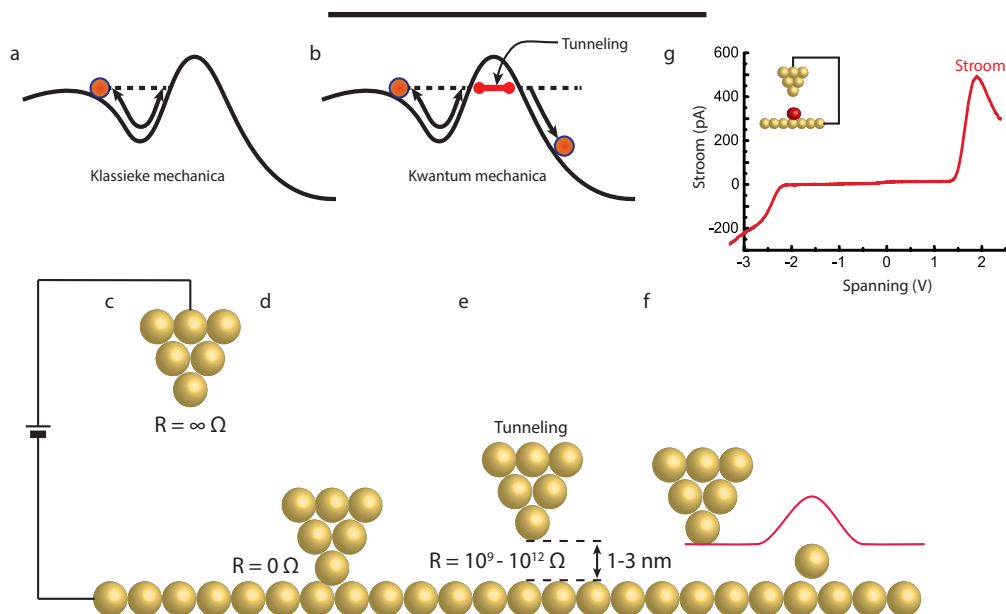 a
Klassieke mechanica
b
Tunneling
Kwantum mechanica
g
Stroom (pA)
600
400
200
0
-200
-3
-2
-1
0
1
2
Spanning (V)
Stroom
c
R = ∞ Ω
d
R = 0 Ω
e
Tunneling
R = 10⁹ - 10¹² Ω
1-3 nm
f